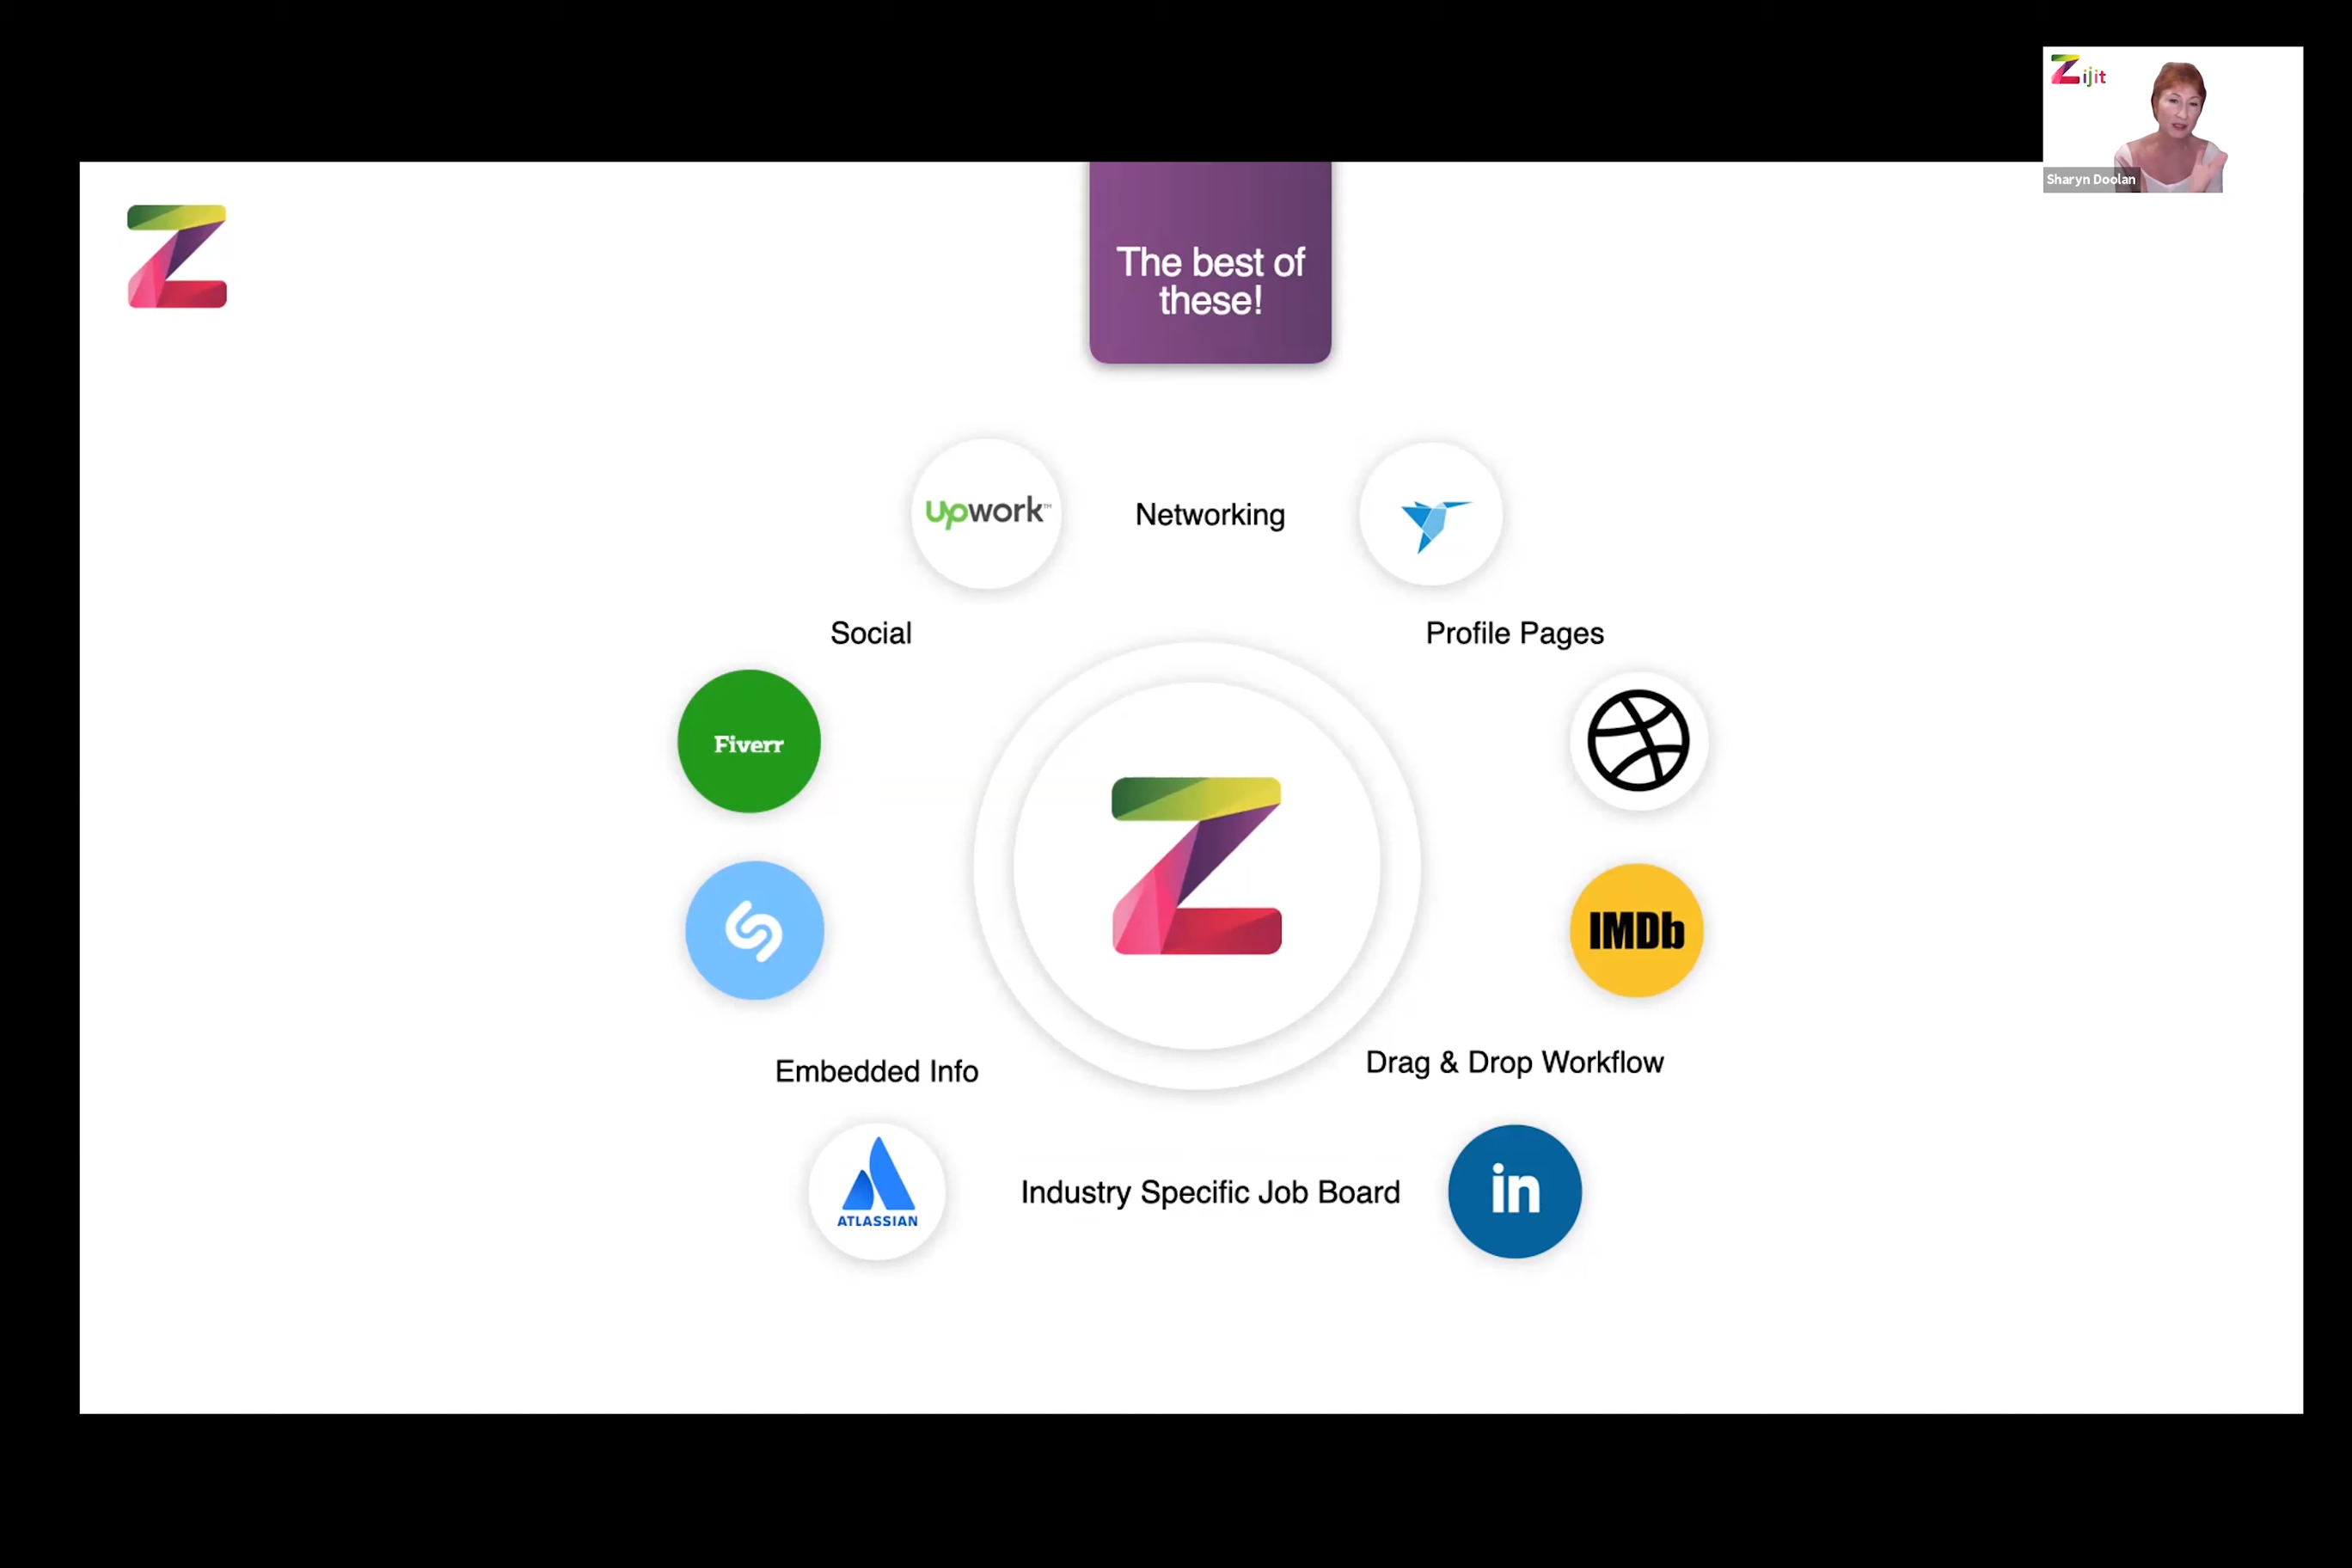 Zijit
Sharyn Doolan
The best of
these!
upwork™
Networking
Social
Profile Pages
Fiverr
IMDb
Embedded Info
Drag & Drop Workflow
ATLASSIAN
Industry Specific Job Board
in